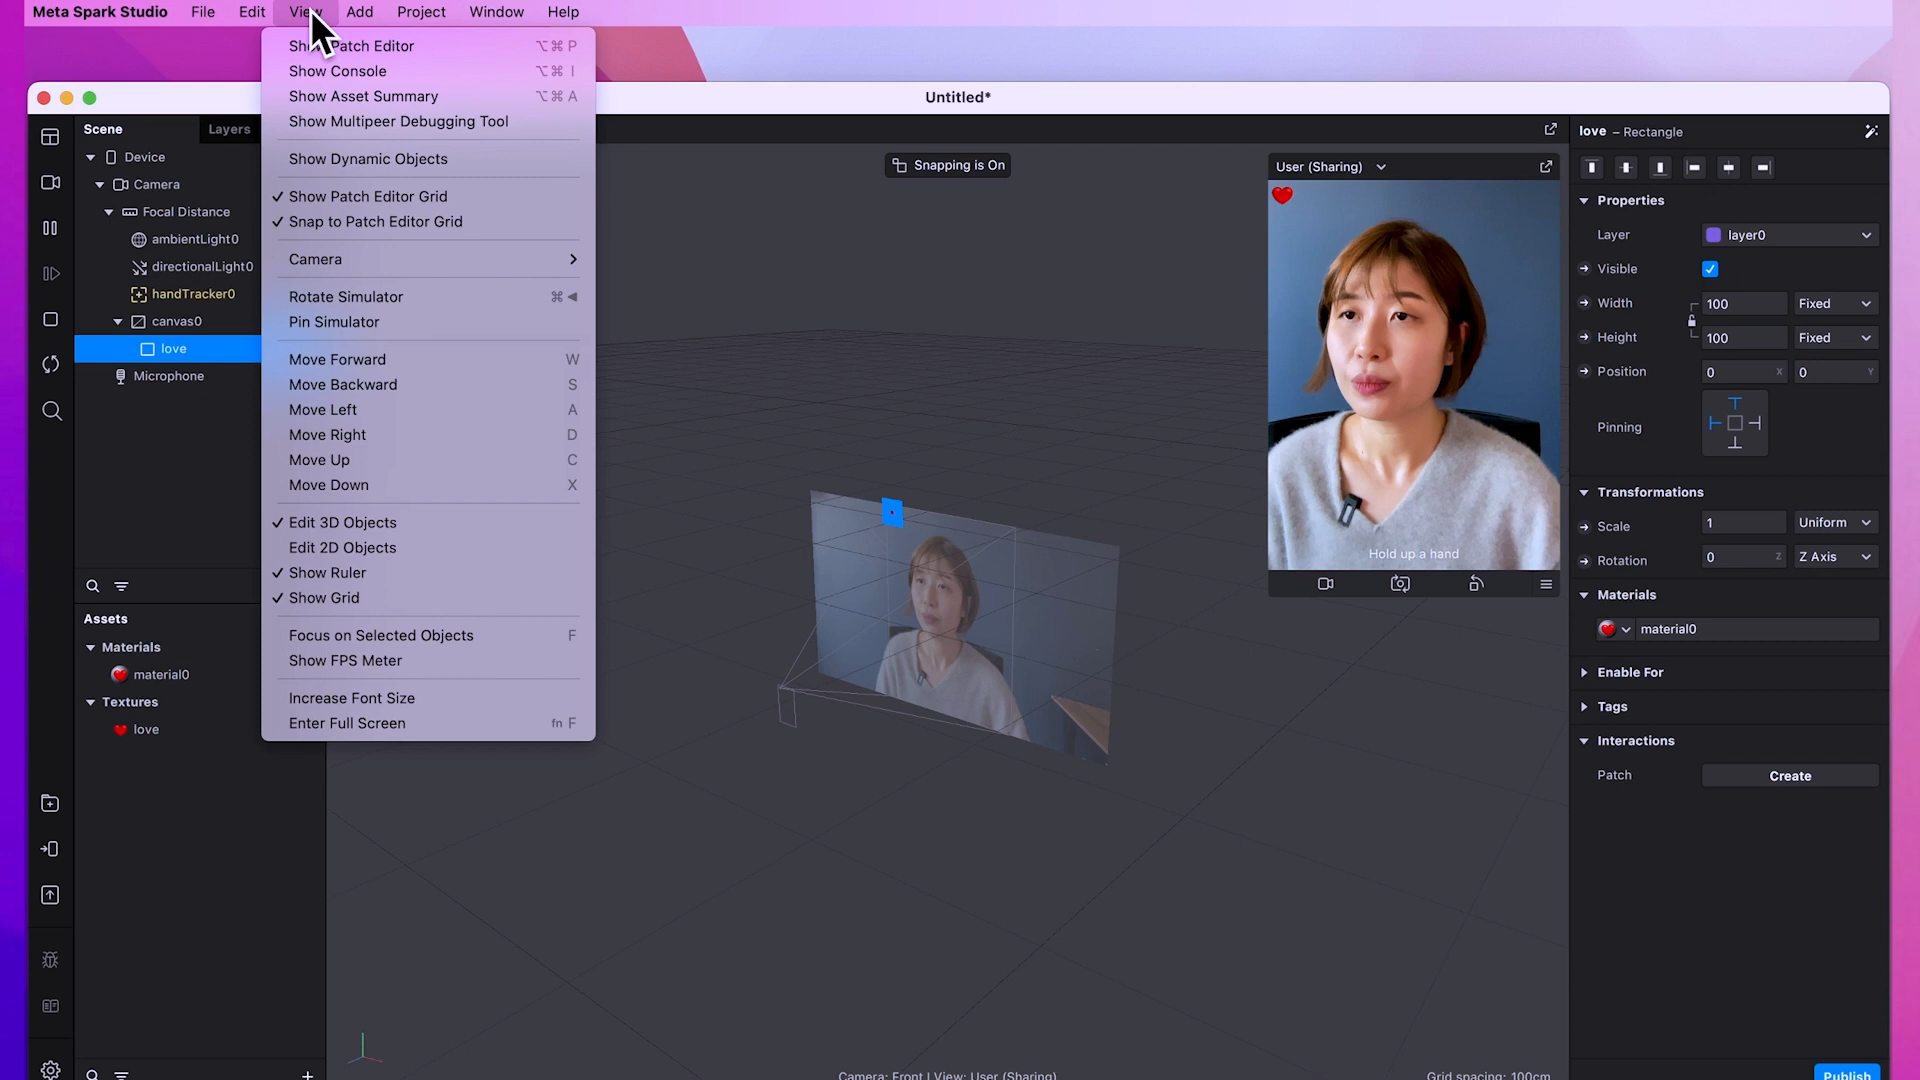 Meta Spark Studio File Edit View Add Project Window Help
Show Patch Editor ⌥⌘ P
Show Console ⌥⌘ I
Show Asset Summary ⌥⌘ A
Show Multipeer Debugging Tool
Show Dynamic Objects
✓ Show Patch Editor Grid
✓ Snap to Patch Editor Grid
Camera
Rotate Simulator ⌘ ◀
Pin Simulator
Move Forward W
Move Backward S
Move Left A
Move Right D
Move Up C
Move Down X
✓ Edit 3D Objects
Edit 2D Objects
✓ Show Ruler
✓ Show Grid
Focus on Selected Objects F
Show FPS Meter
Increase Font Size
Enter Full Screen fn F
Untitled*
Scene Layers
Device
Camera
Focal Distance
ambientLight0
directionalLight0
handTracker0
canvas0
love
Microphone
Assets
Materials
material0
Textures
love
Snapping is On
User (Sharing)
Hold up a hand
Camera: Front | View: User (Sharing)
Grid spacing: 100cm
love – Rectangle
Properties
Layer layer0
Visible
Width 100 Fixed
Height 100 Fixed
Position 0 X 0 Y
Pinning
Transformations
Scale 1 Uniform
Rotation 0 Z Z Axis
Materials
material0
Enable For
Tags
Interactions
Patch Create
Publish